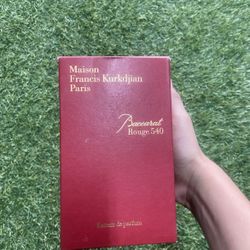 Maison
Francis Kurkdjian
Paris
Baccarat
Rouge 540
Extrait de parfum